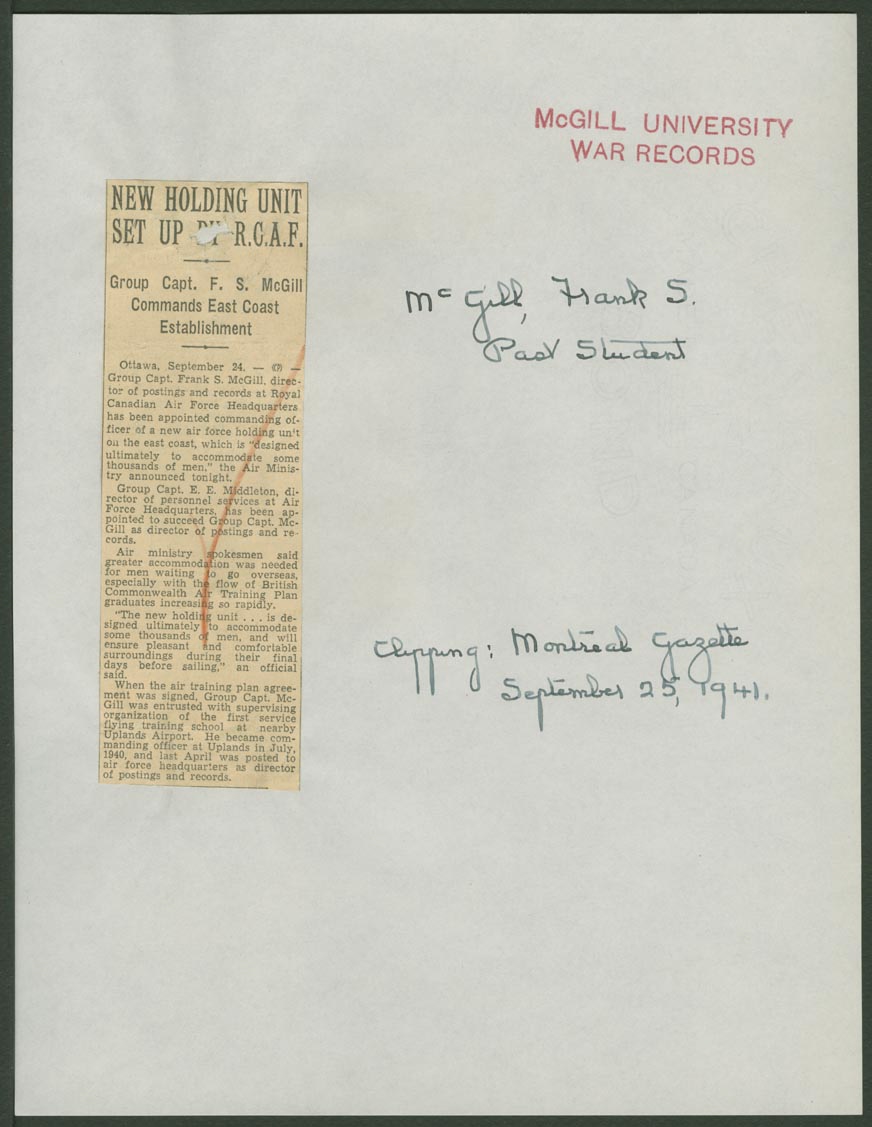 McGILL UNIVERSITY
WAR RECORDS
NEW HOLDING UNIT
SET UP BY R.C.A.F.
Group Capt. F. S. McGill
Commands East Coast
Establishment
Ottawa, September 24. — (CP) —
Group Capt. Frank S. McGill, direc-
tor of postings and records at Royal
Canadian Air Force Headquarters
has been appointed commanding of-
ficer of a new air force holding unit
on the east coast, which is "designed
ultimately to accommodate some
thousands of men," the Air Minis-
try announced tonight.
Group Capt. E. E. Middleton, di-
rector of personnel services at Air
Force Headquarters, has been ap-
pointed to succeed Group Capt. Mc-
Gill as director of postings and re-
cords.
Air ministry spokesmen said
greater accommodation was needed
for men waiting to go overseas,
especially with the flow of British
Commonwealth Air Training Plan
graduates increasing so rapidly.
"The new holding unit . . . is de-
signed ultimately to accommodate
some thousands of men, and will
ensure pleasant and comfortable
surroundings during their final
days before sailing," an official
said.
When the air training plan agree-
ment was signed, Group Capt. Mc-
Gill was entrusted with supervising
organization of the first service
flying training school at nearby
Uplands Airport. He became com-
manding officer at Uplands in July,
1940, and last April was posted to
air force headquarters as director
of postings and records.
McGill, Frank S.
Past Student
Clipping: Montreal Gazette
September 25, 1941.